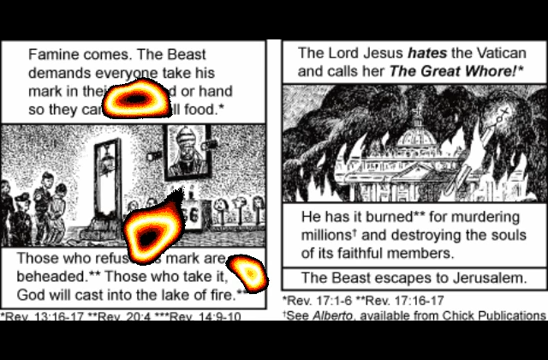 Famine comes. The Beast
demands everyone take his
mark in or hand
so they food.*
66
Those who mark are
beheaded.** Those who take it,
God will cast into the lake of fire.
*Rev. 13:16-17 **Rev. 20:4 ***Rev. 14:9-10
The Lord Jesus hates the Vatican
and calls her The Great Whore!*
He has it burned** for murdering
millions† and destroying the souls
of its faithful members.
The Beast escapes to Jerusalem.
*Rev. 17:1-6 **Rev. 17:16-17
†See Alberto, available from Chick Publications